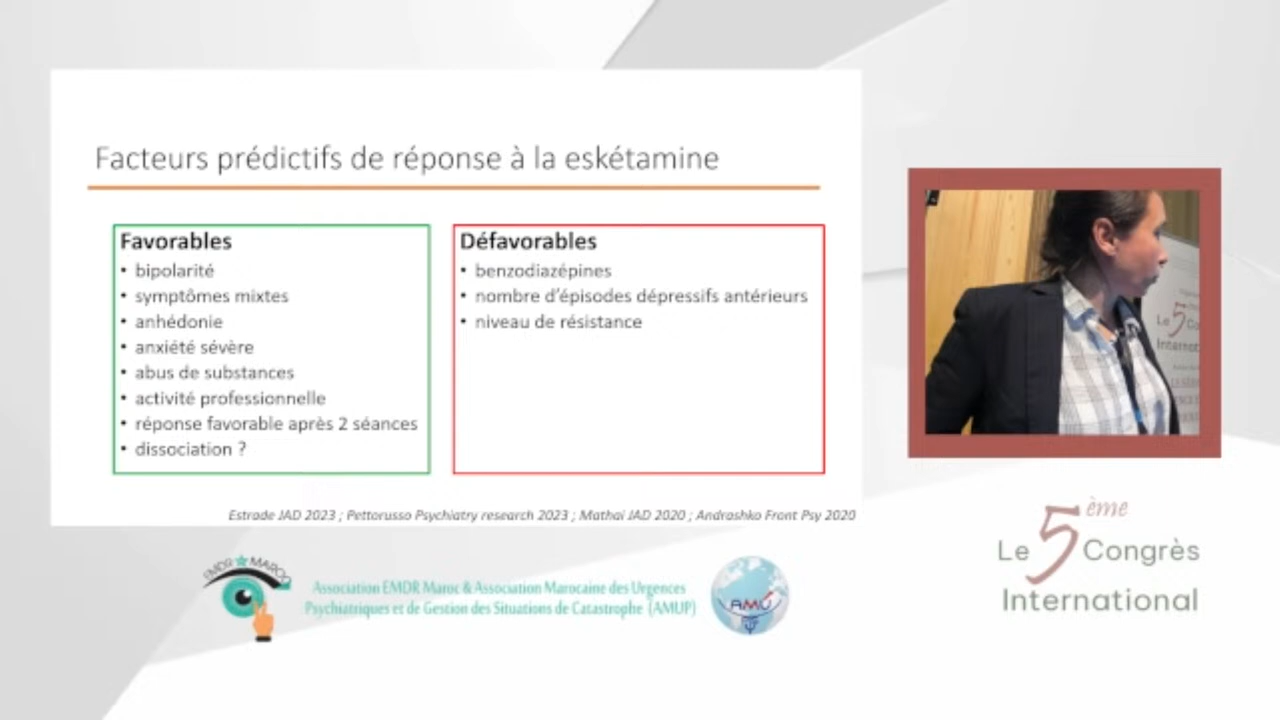 Facteurs prédictifs de réponse à la eskétamine
Favorables
• bipolarité
• symptômes mixtes
• anhédonie
• anxiété sévère
• abus de substances
• activité professionnelle
• réponse favorable après 2 séances
• dissociation ?
Défavorables
• benzodiazépines
• nombre d'épisodes dépressifs antérieurs
• niveau de résistance
Estrade JAD 2023 ; Pettorusso Psychiatry research 2023 ; Mathai JAD 2020 ; Andrashko Front Psy 2020
EMDR MAROC
Association EMDR Maroc & Association Marocaine des Urgences
Psychiatriques et de Gestion des Situations de Catastrophe (AMUP)
AMU
Le 5
Internat
Le 5ème Congrès
International